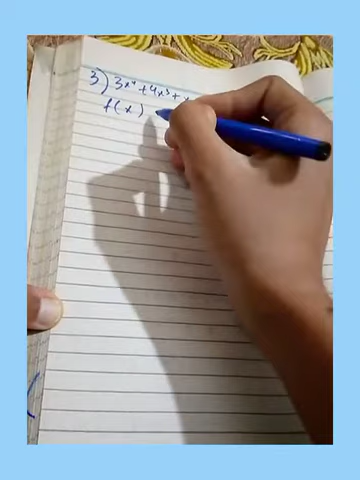 3) 3x⁴ + 4x³ + x
f(x)